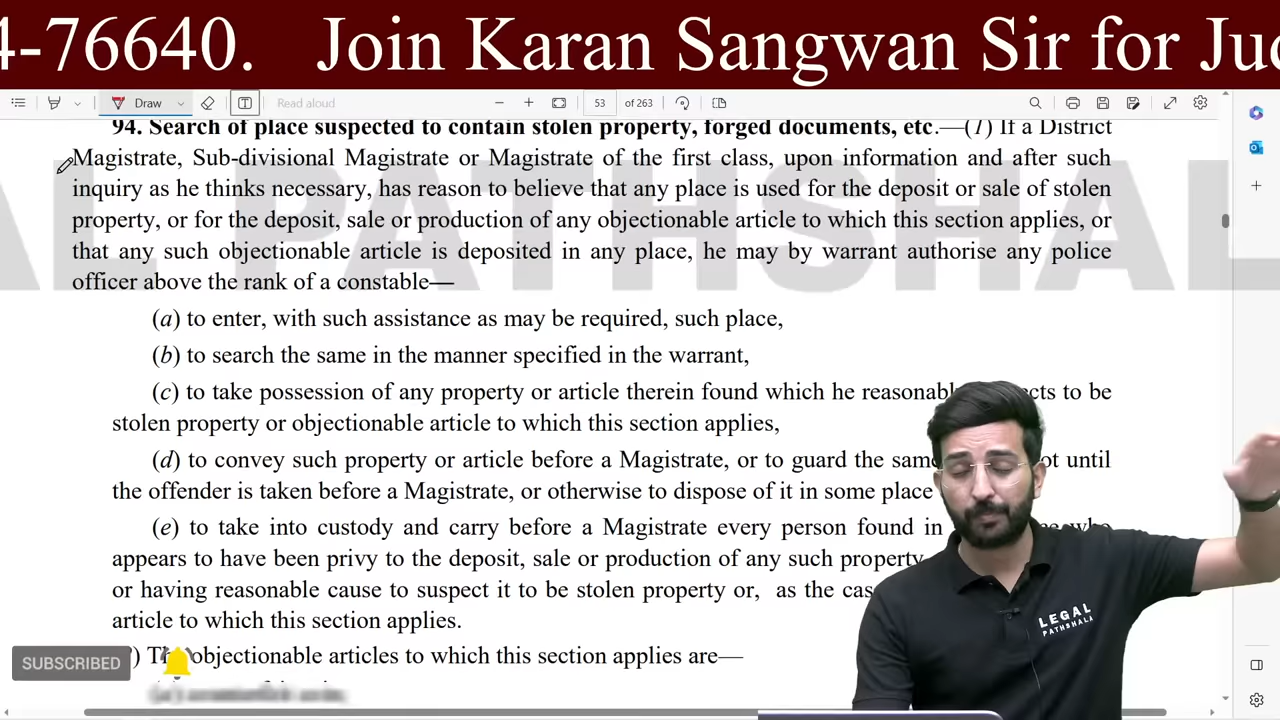 4-76640. Join Karan Sangwan Sir for Ju
Draw
Read aloud
53 of 263
94. Search of place suspected to contain stolen property, forged documents, etc.—(1) If a District
Magistrate, Sub-divisional Magistrate or Magistrate of the first class, upon information and after such
inquiry as he thinks necessary, has reason to believe that any place is used for the deposit or sale of stolen
property, or for the deposit, sale or production of any objectionable article to which this section applies, or
that any such objectionable article is deposited in any place, he may by warrant authorise any police
officer above the rank of a constable—
(a) to enter, with such assistance as may be required, such place,
(b) to search the same in the manner specified in the warrant,
(c) to take possession of any property or article therein found which he to be
stolen property or objectionable article to which this section applies,
(d) to convey such property or article before a Magistrate, or to guard the until
the offender is taken before a Magistrate, or otherwise to dispose of it in some place
(e) to take into custody and carry before a Magistrate every person found in who
appears to have been privy to the deposit, sale or production of any such property
or having reasonable cause to suspect it to be stolen property or, as the
article to which this section applies.
objectionable articles to which this section applies are—
SUBSCRIBED
LEGAL
PATHSHALA
AL PATHSHAL